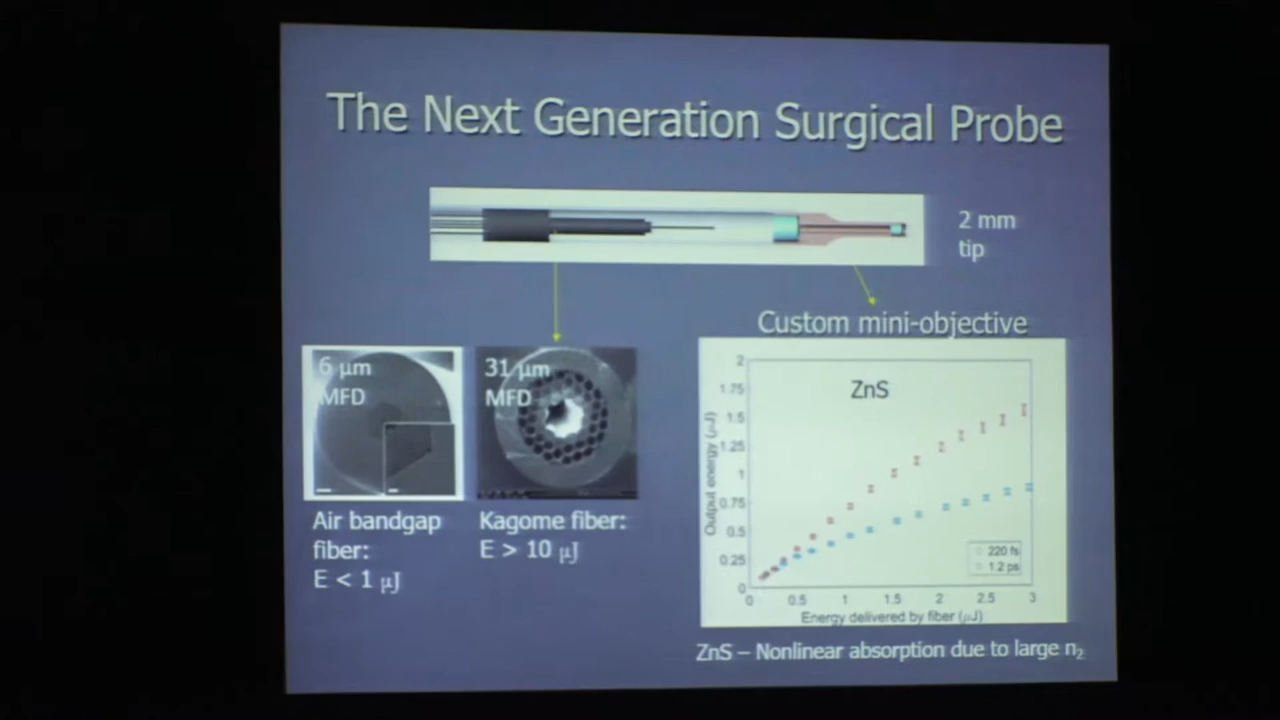 The Next Generation Surgical Probe
2 mm
tip
Custom mini-objective
6 μm
MFD
31 μm
MFD
Air bandgap
fiber:
E < 1 μJ
Kagome fiber:
E > 10 μJ
ZnS
2
1.75
1.5
1.25
1
0.75
0.5
0.25
0
Output energy (μJ)
220 fs
1.2 ps
0 0.5 1 1.5 2 2.5 3
Energy delivered by fiber (μJ)
ZnS – Nonlinear absorption due to large n₂